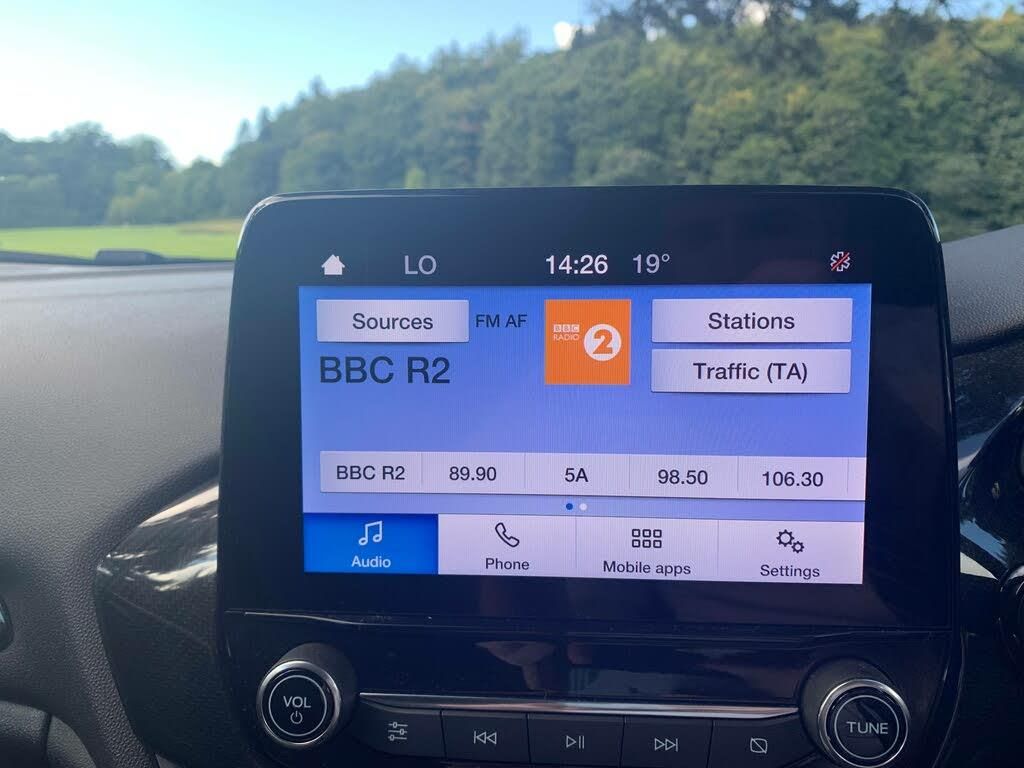 LO 14:26 19°
Sources FM AF BBC RADIO 2 Stations
BBC R2 Traffic (TA)
BBC R2 89.90 5A 98.50 106.30
Audio Phone Mobile apps Settings
VOL TUNE